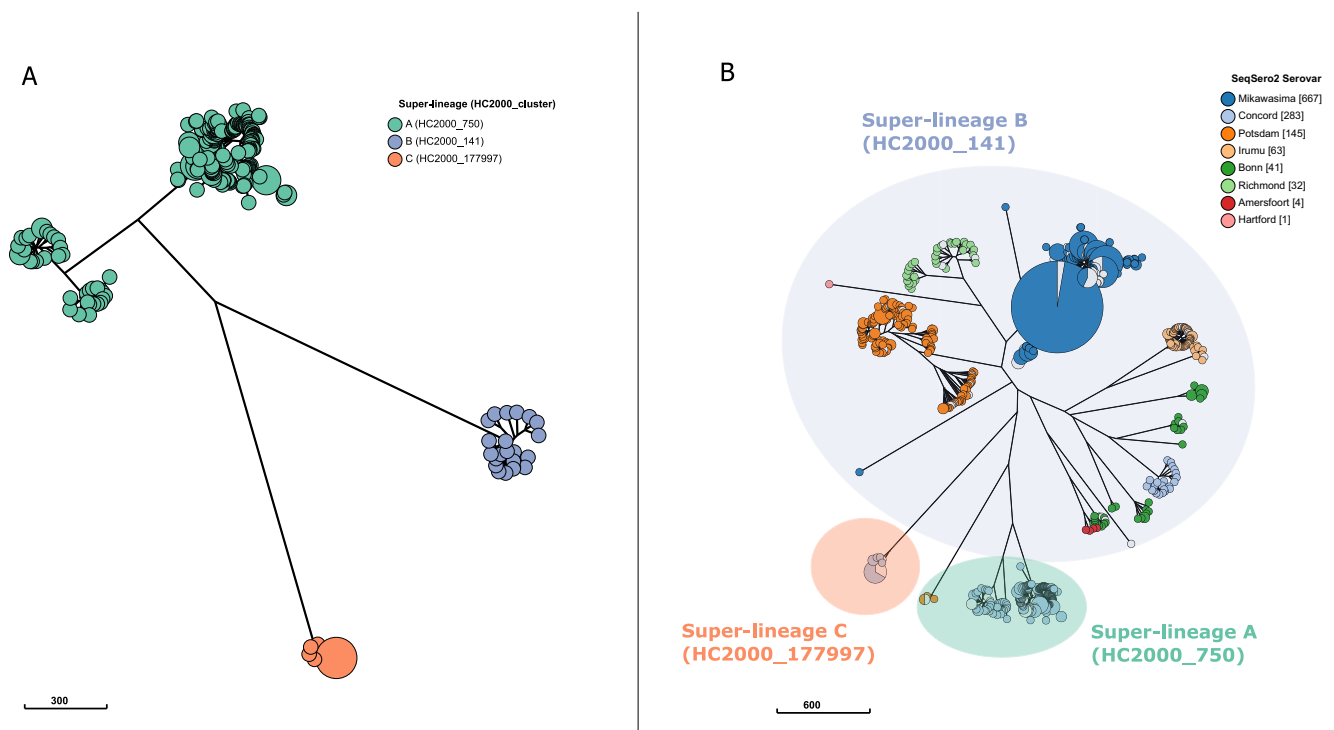 A
Super-lineage (HC2000_cluster)
A (HC2000_750)
B (HC2000_141)
C (HC2000_177997)
300
B
SeqSero2 Serovar
Mikawasima [667]
Concord [283]
Potsdam [145]
Irumu [63]
Bonn [41]
Richmond [32]
Amersfoort [4]
Hartford [1]
Super-lineage B
(HC2000_141)
Super-lineage C
(HC2000_177997)
Super-lineage A
(HC2000_750)
600